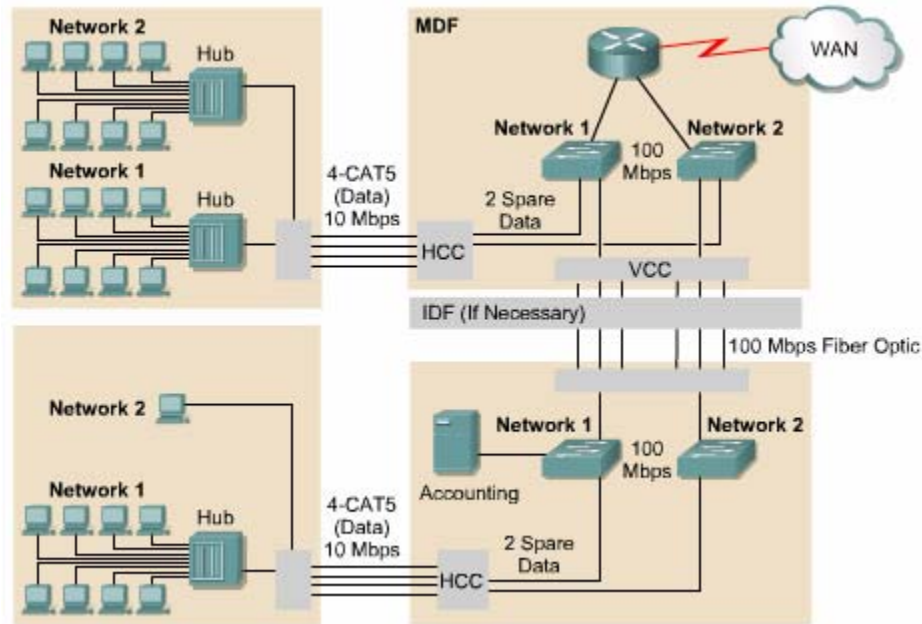 Network 2
Hub
Network 1
Hub
4-CAT5
(Data)
10 Mbps
MDF
WAN
Network 1
Network 2
100
Mbps
2 Spare
Data
HCC
VCC
IDF (If Necessary)
100 Mbps Fiber Optic
Network 2
Network 1
Hub
4-CAT5
(Data)
10 Mbps
Network 1
Network 2
100
Mbps
Accounting
2 Spare
Data
HCC